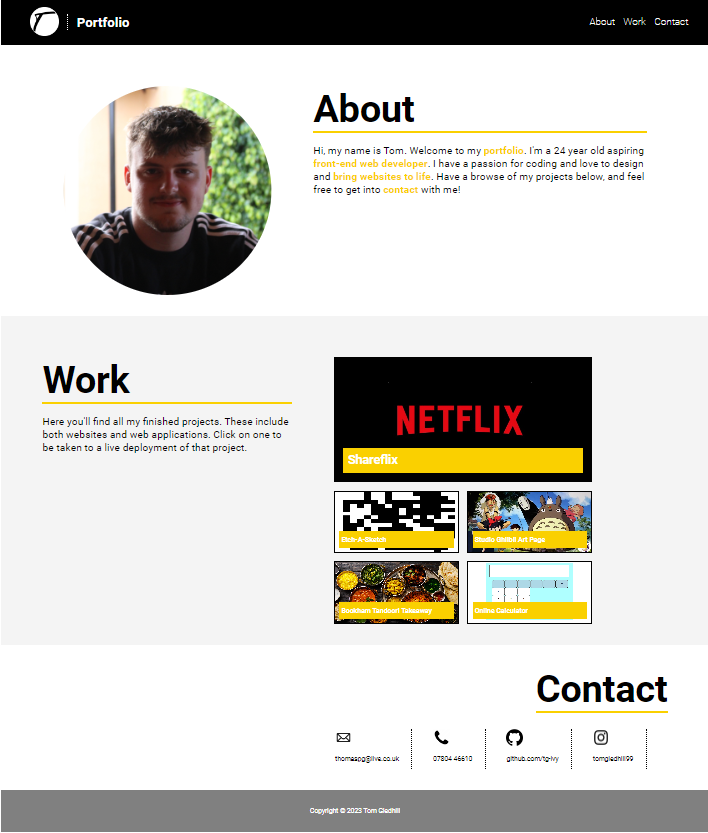 Portfolio
About Work Contact
About
Hi, my name is Tom. Welcome to my portfolio. I'm a 24 year old aspiring
front-end web developer. I have a passion for coding and love to design
and bring websites to life. Have a browse of my projects below, and feel
free to get into contact with me!
Work
Here you'll find all my finished projects. These include
both websites and web applications. Click on one to
be taken to a live deployment of that project.
NETFLIX
Shareflix
Etch-A-Sketch
Studio Ghibli Art Page
Bookham Tandoori Takeaway
Online Calculator
Contact
thomaspg@live.co.uk
07804 46610
github.com/tg-ivy
tomgledhill99
Copyright © 2023 Tom Gledhill